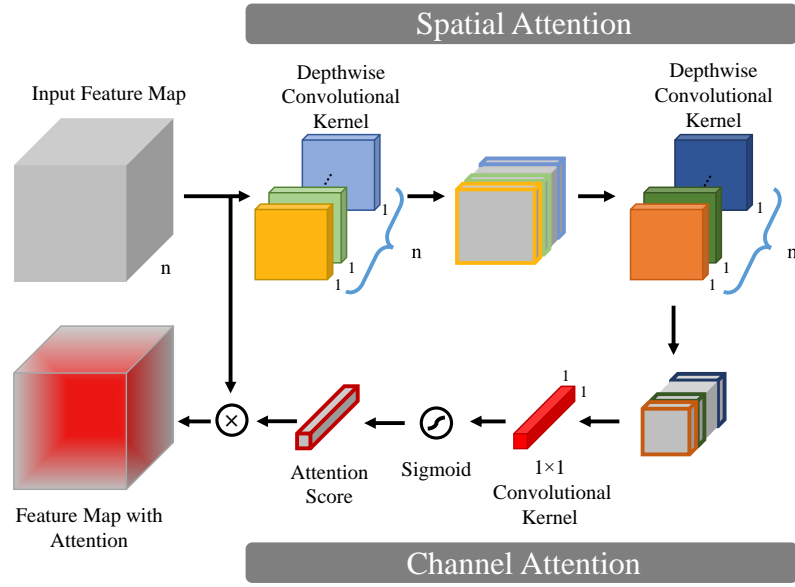 Spatial Attention
Input Feature Map
Depthwise
Convolutional
Kernel
Depthwise
Convolutional
Kernel
n
1
1
1
n
1
1
1
n
1
1
×
Attention
Score
Sigmoid
1×1
Convolutional
Kernel
Feature Map with
Attention
Channel Attention